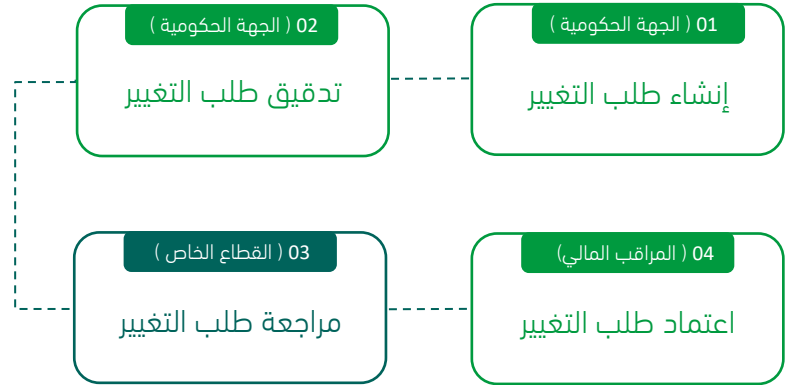 01 ( الجهة الحكومية )
إنشاء طلب التغيير
02 ( الجهة الحكومية )
تدقيق طلب التغيير
03 ( القطاع الخاص )
مراجعة طلب التغيير
04 ( المراقب المالي)
اعتماد طلب التغيير